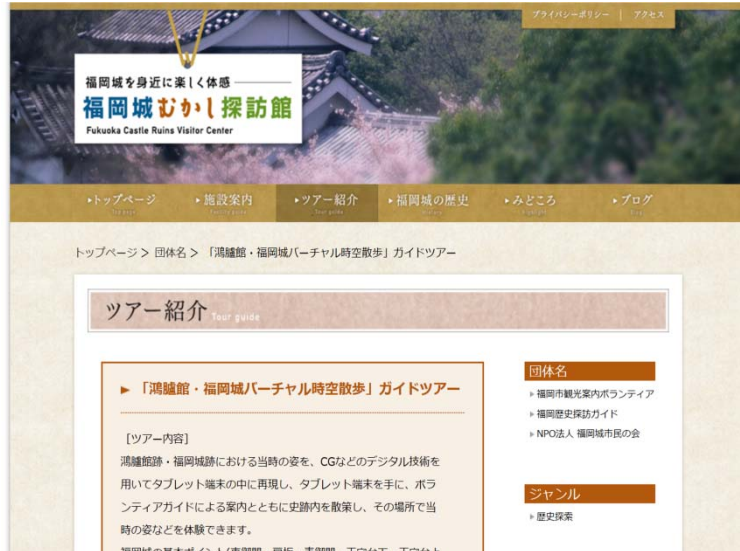 プライバシーポリシー | アクセス
福岡城を身近に楽しく体感
福岡城むかし探訪館
Fukuoka Castle Ruins Visitor Center
トップページ
施設案内
ツアー紹介
福岡城の歴史
みどころ
ブログ
Top page
Facility guide
Tour guide
History
Highlight
Blog
トップページ > 団体名 > 「鴻臚館・福岡城バーチャル時空散歩」ガイドツアー
ツアー紹介 Tour guide
「鴻臚館・福岡城バーチャル時空散歩」ガイドツアー
[ツアー内容]
鴻臚館跡・福岡城跡における当時の姿を、CGなどのデジタル技術を
用いてタブレット端末の中に再現し、タブレット端末を手に、ボラ
ンティアガイドによる案内とともに史跡内を散策し、その場所で当
時の姿などを体験できます。
団体名
福岡市観光案内ボランティア
福岡歴史探訪ガイド
NPO法人 福岡城市民の会
ジャンル
歴史探索